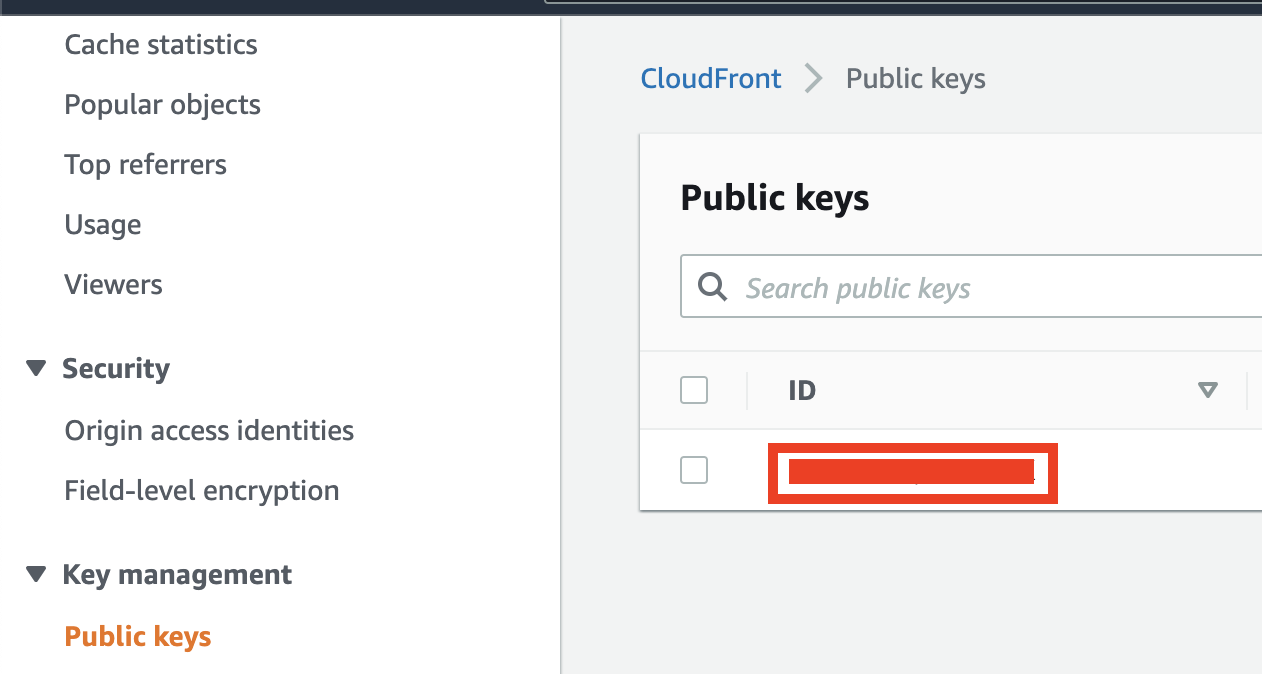 Cache statistics
Popular objects
Top referrers
Usage
Viewers
Security
Origin access identities
Field-level encryption
Key management
Public keys
CloudFront
Public keys
Public keys
Search public keys
ID